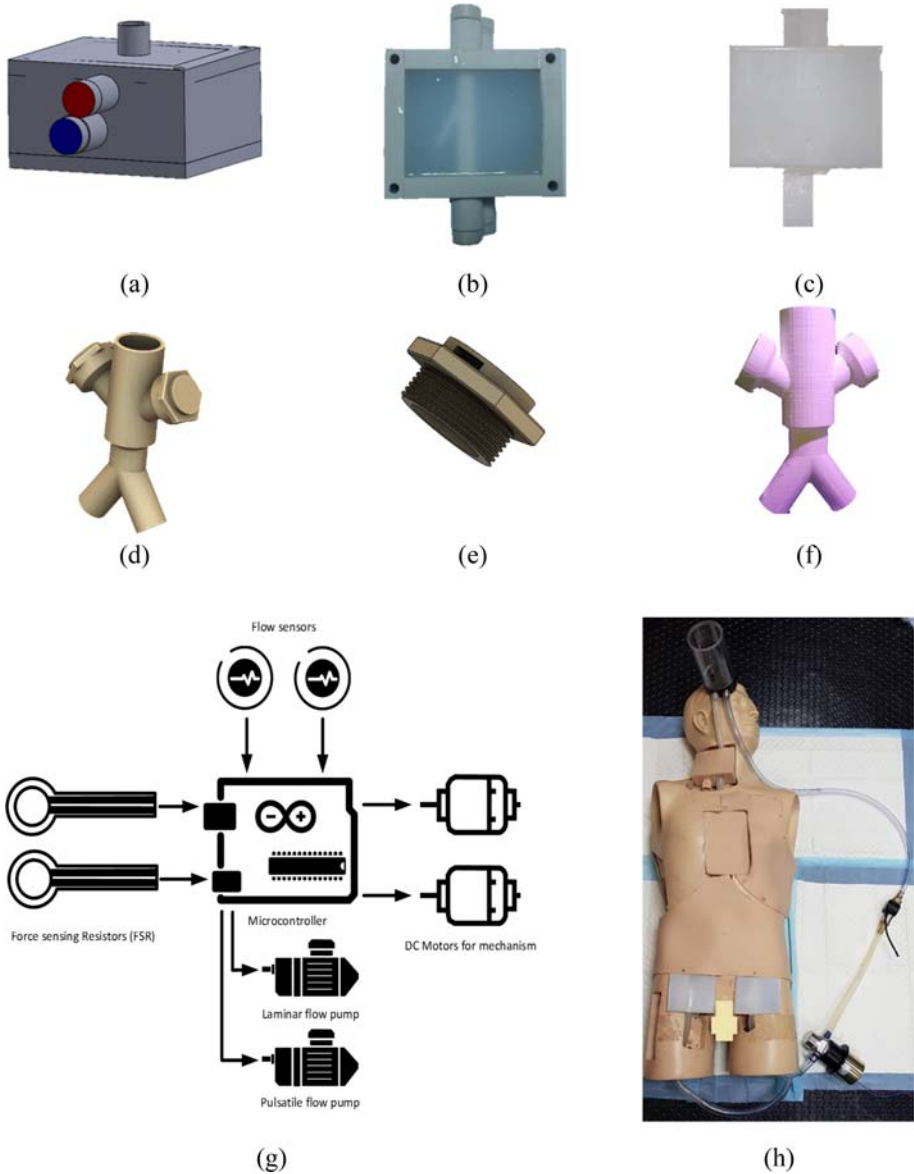 (a)
(b)
(c)
(d)
(e)
(f)
Flow sensors
Force sensing Resistors (FSR)
Microcontroller
DC Motors for mechanism
Laminar flow pump
Pulsatile flow pump
(g)
(h)